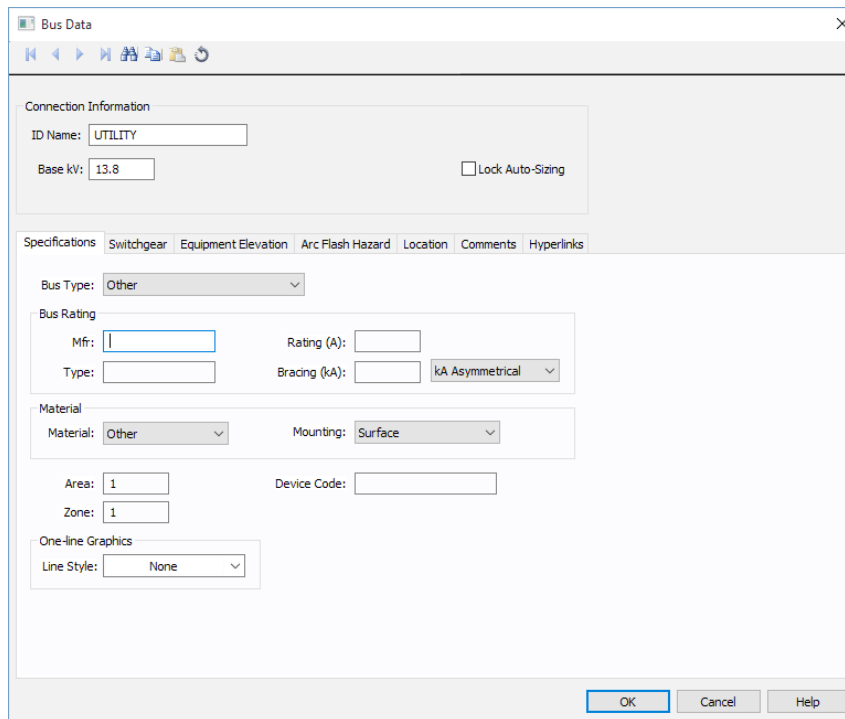 Bus Data
Connection Information
ID Name: UTILITY
Base kV: 13.8 Lock Auto-Sizing
Specifications Switchgear Equipment Elevation Arc Flash Hazard Location Comments Hyperlinks
Bus Type: Other
Bus Rating
Mfr: Rating (A):
Type: Bracing (kA): kA Asymmetrical
Material
Material: Other Mounting: Surface
Area: 1 Device Code:
Zone: 1
One-line Graphics
Line Style: None
OK Cancel Help